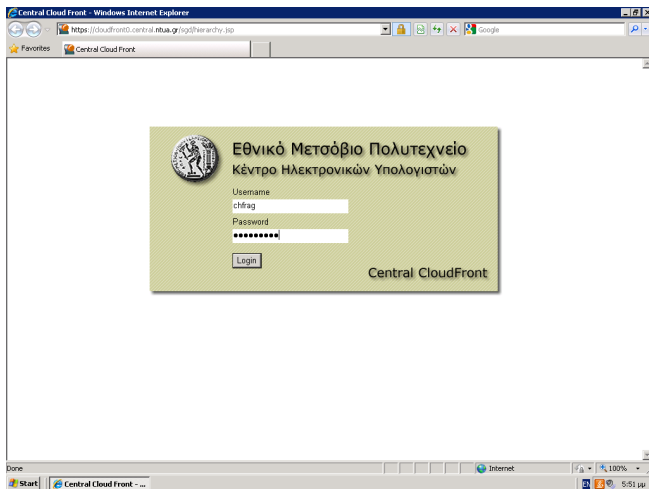 Central Cloud Front - Windows Internet Explorer
https://cloudfront0.central.ntua.gr/sgd/hierarchy.jsp
Google
Favorites
Central Cloud Front
Εθνικό Μετσόβιο Πολυτεχνείο
Κέντρο Ηλεκτρονικών Υπολογιστών
Username
chfrag
Password
Login
Central CloudFront
Done
Internet
100%
Start
Central Cloud Front - ...
EN
5:51 μμ